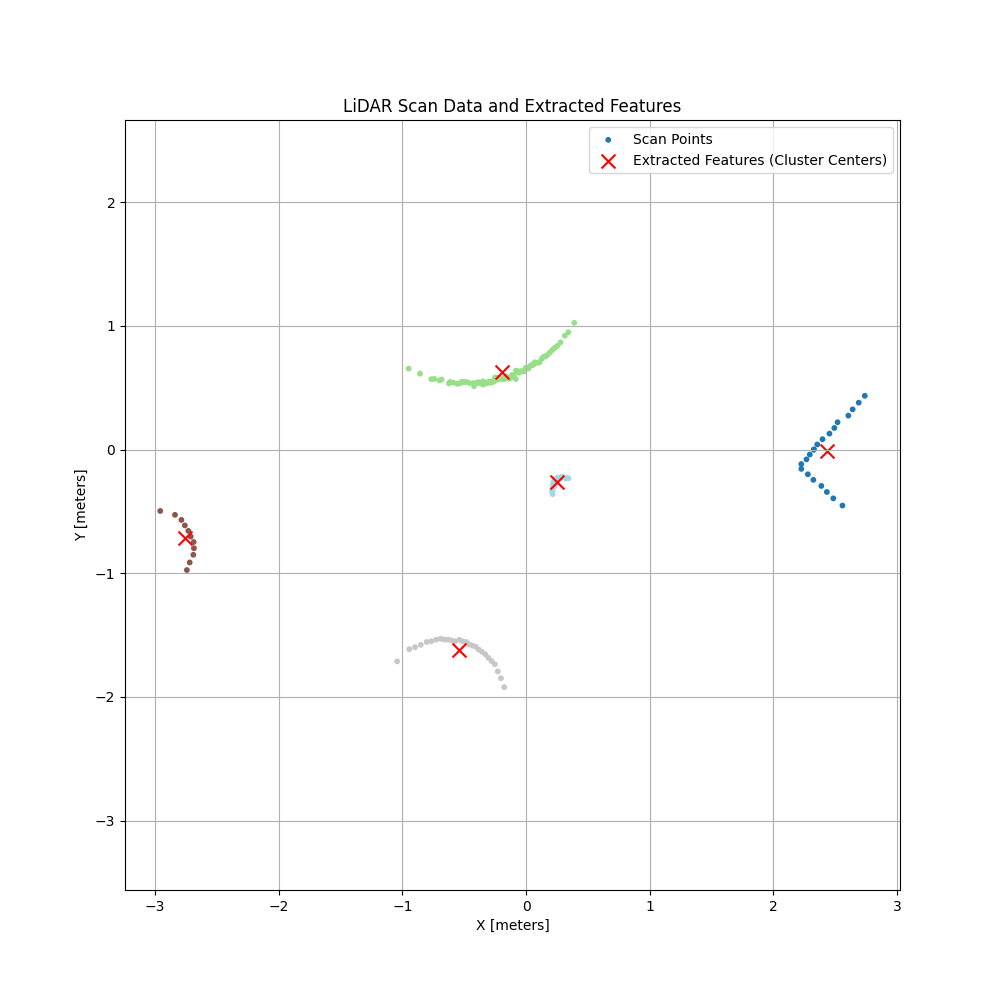 LiDAR Scan Data and Extracted Features
Scan Points
Extracted Features (Cluster Centers)
2
1
0
−1
−2
−3
Y [meters]
−3
−2
−1
0
1
2
3
X [meters]